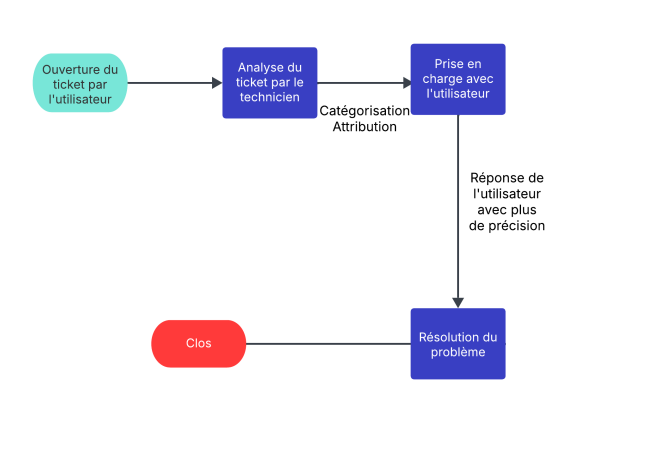 Ouverture du
ticket par
l'utilisateur
Analyse du
ticket par le
technicien
Catégorisation
Attribution
Prise en
charge avec
l'utilisateur
Réponse de
l'utilisateur
avec plus
de précision
Résolution du
problème
Clos